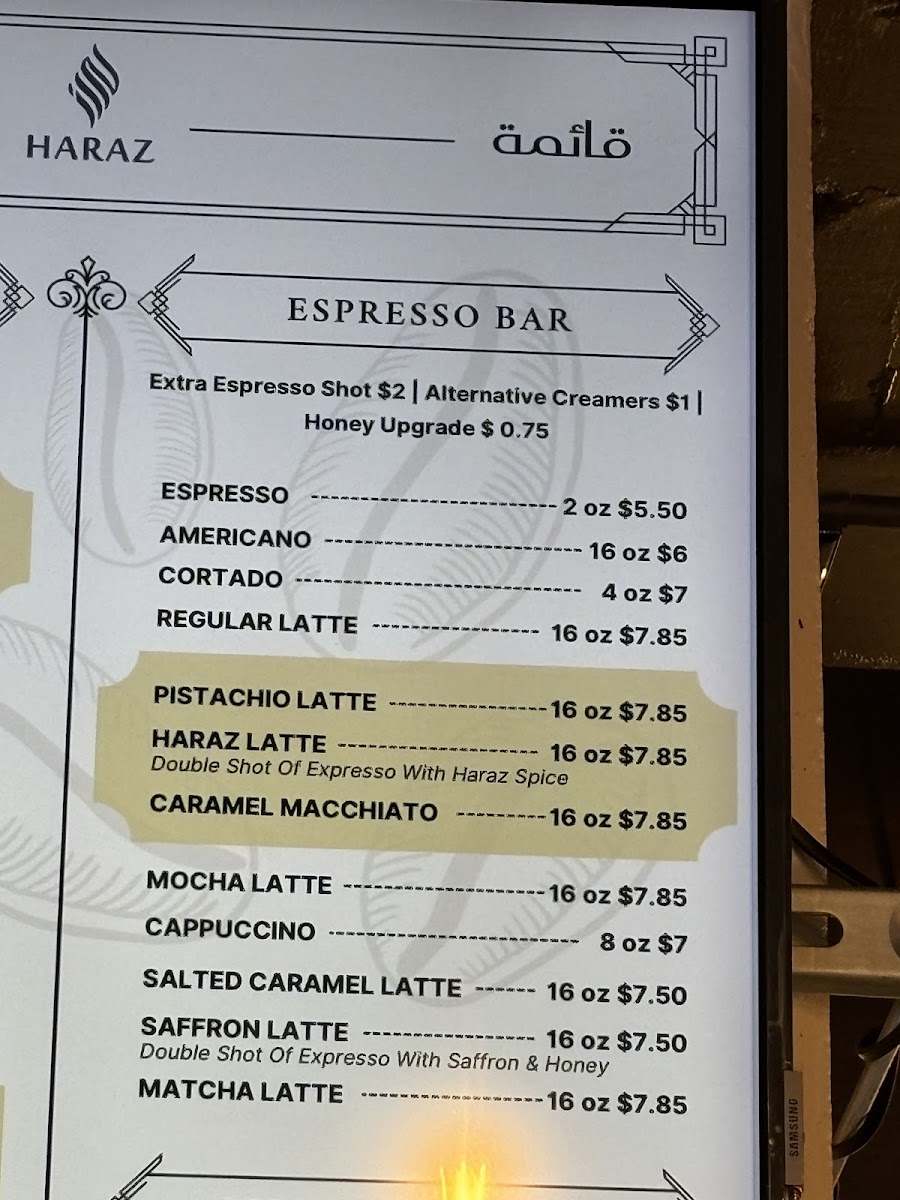 HARAZ
قائمة
ESPRESSO BAR
Extra Espresso Shot $2 | Alternative Creamers $1 |
Honey Upgrade $ 0.75
ESPRESSO 2 oz $5.50
AMERICANO 16 oz $6
CORTADO 4 oz $7
REGULAR LATTE 16 oz $7.85
PISTACHIO LATTE 16 oz $7.85
HARAZ LATTE 16 oz $7.85
Double Shot Of Expresso With Haraz Spice
CARAMEL MACCHIATO 16 oz $7.85
MOCHA LATTE 16 oz $7.85
CAPPUCCINO 8 oz $7
SALTED CARAMEL LATTE 16 oz $7.50
SAFFRON LATTE 16 oz $7.50
Double Shot Of Expresso With Saffron & Honey
MATCHA LATTE 16 oz $7.85
SAMSUNG